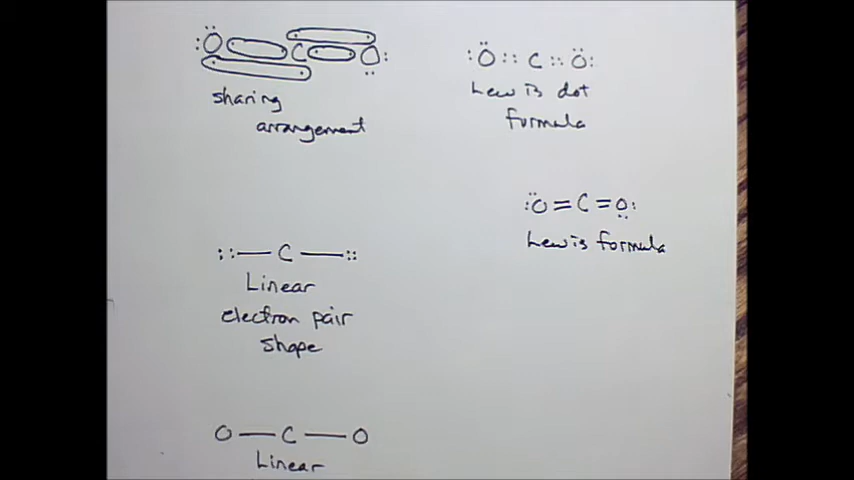 :Ö C O:
sharing
arrangement
:Ö :: C :: Ö:
Lewis dot
formula
:Ö = C = O:
Lewis formula
:: — C — ::
Linear
electron pair
shape
O — C — O
Linear